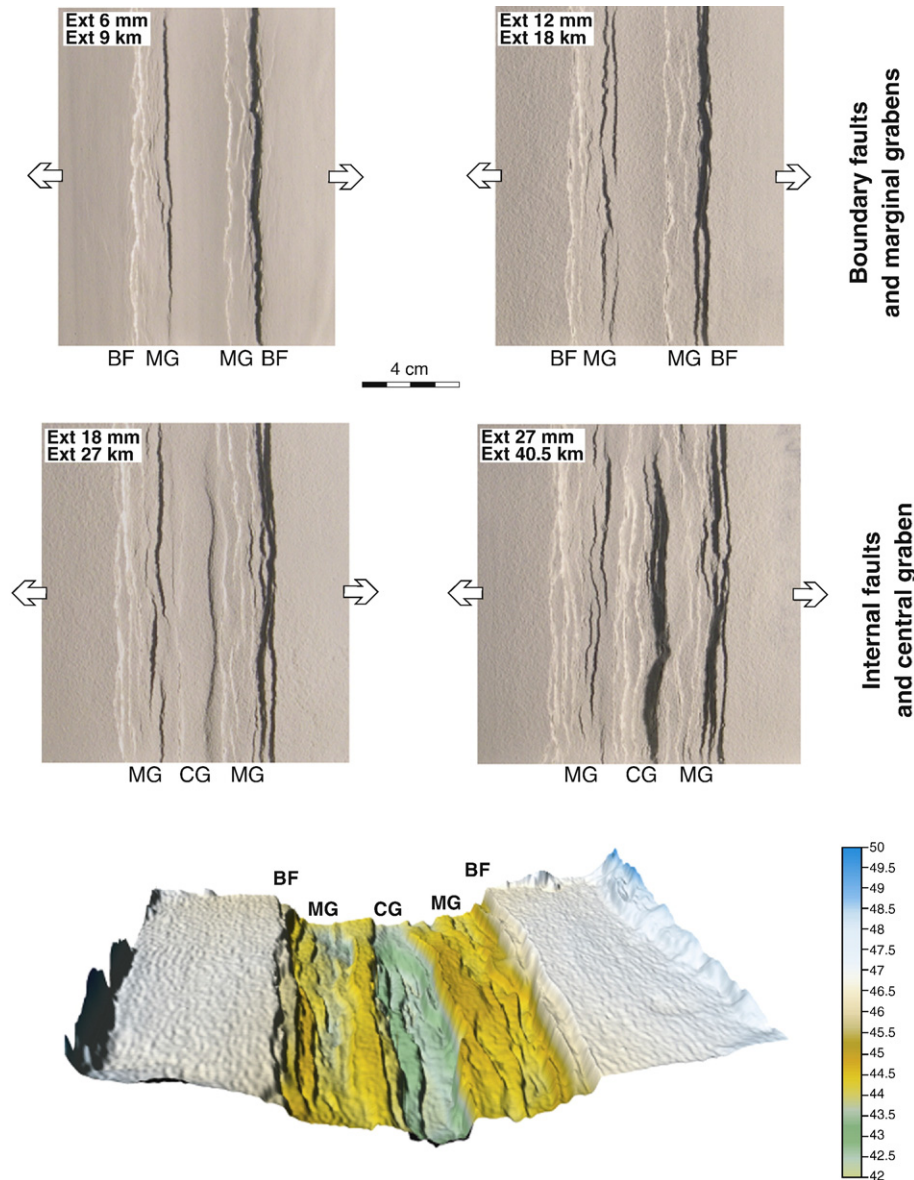 Ext 6 mm
Ext 9 km
Ext 12 mm
Ext 18 km
Boundary faults
and marginal grabens
BF MG MG BF
BF MG MG BF
4 cm
Ext 18 mm
Ext 27 km
Ext 27 mm
Ext 40.5 km
Internal faults
and central graben
MG CG MG
MG CG MG
BF
BF
MG
CG
MG
50
49.5
49
48.5
48
47.5
47
46.5
46
45.5
45
44.5
44
43.5
43
42.5
42